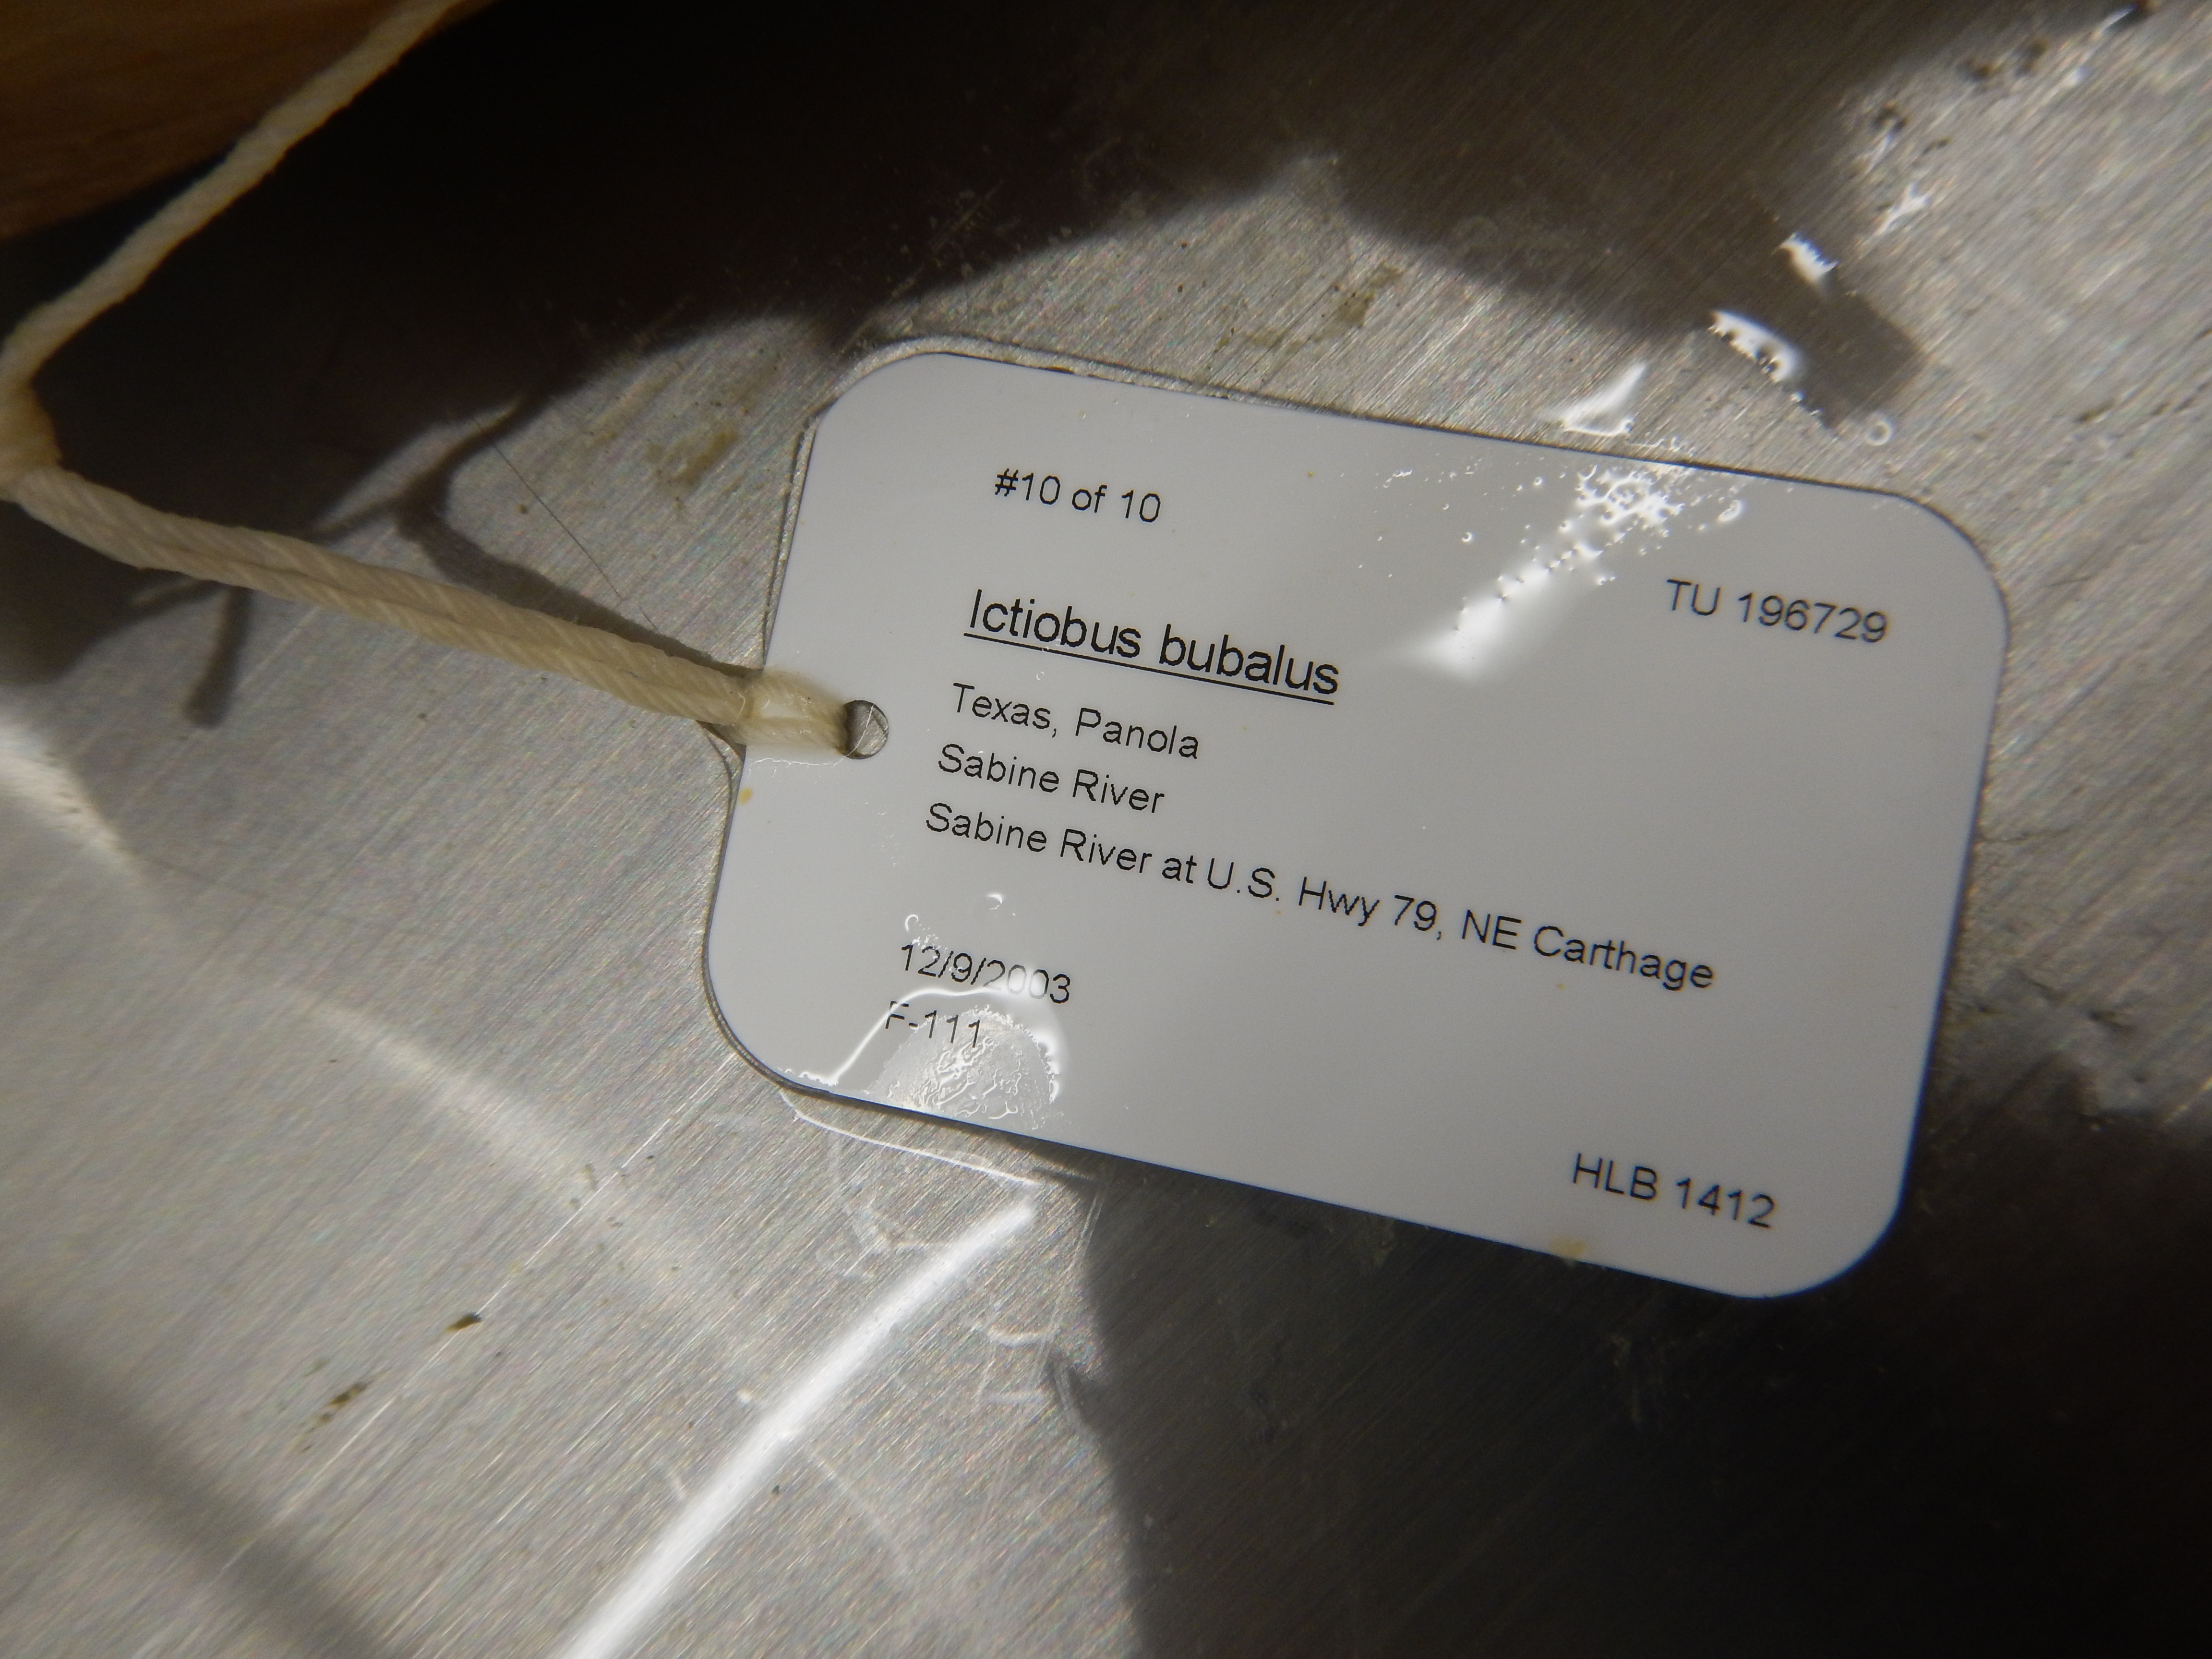 #10 of 10
TU 196729
Ictiobus bubalus
Texas, Panola
Sabine River
Sabine River at U.S. Hwy 79, NE Carthage
12/9/2003
F-111
HLB 1412